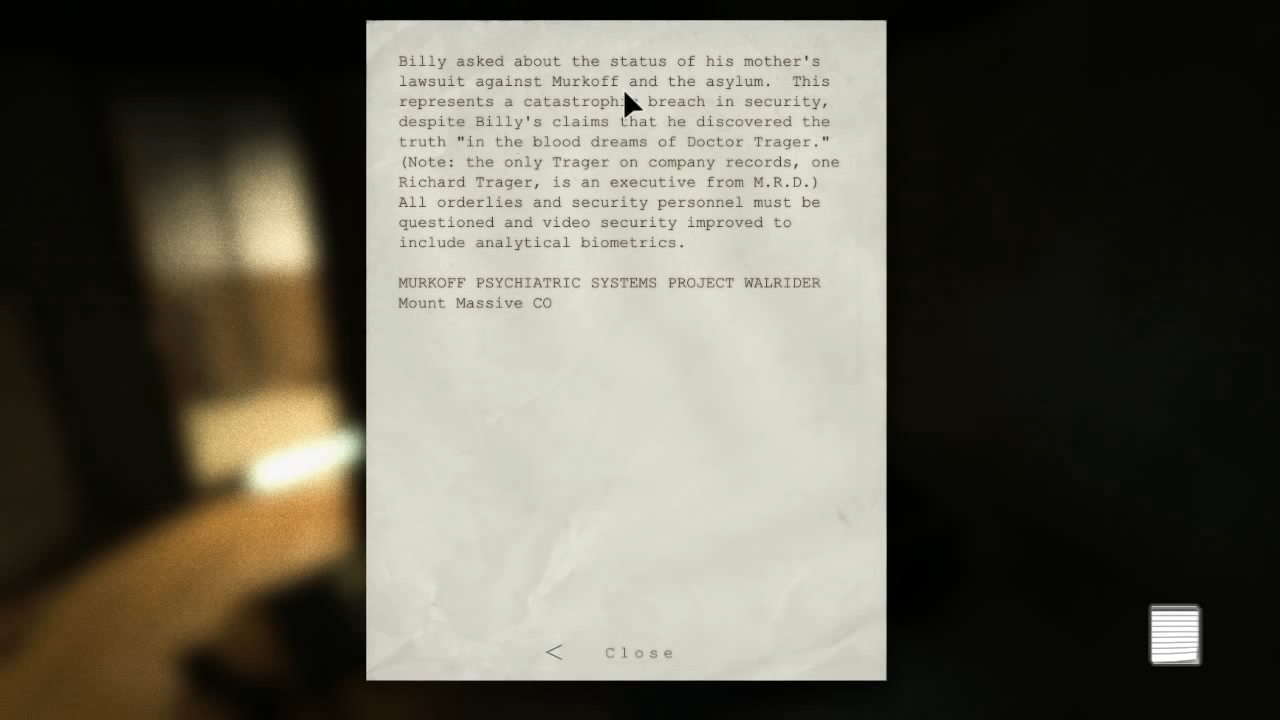 Billy asked about the status of his mother's
lawsuit against Murkoff and the asylum.  This
represents a catastrophic breach in security,
despite Billy's claims that he discovered the
truth "in the blood dreams of Doctor Trager."
(Note: the only Trager on company records, one
Richard Trager, is an executive from M.R.D.)
All orderlies and security personnel must be
questioned and video security improved to
include analytical biometrics.
MURKOFF PSYCHIATRIC SYSTEMS PROJECT WALRIDER
Mount Massive CO
< Close